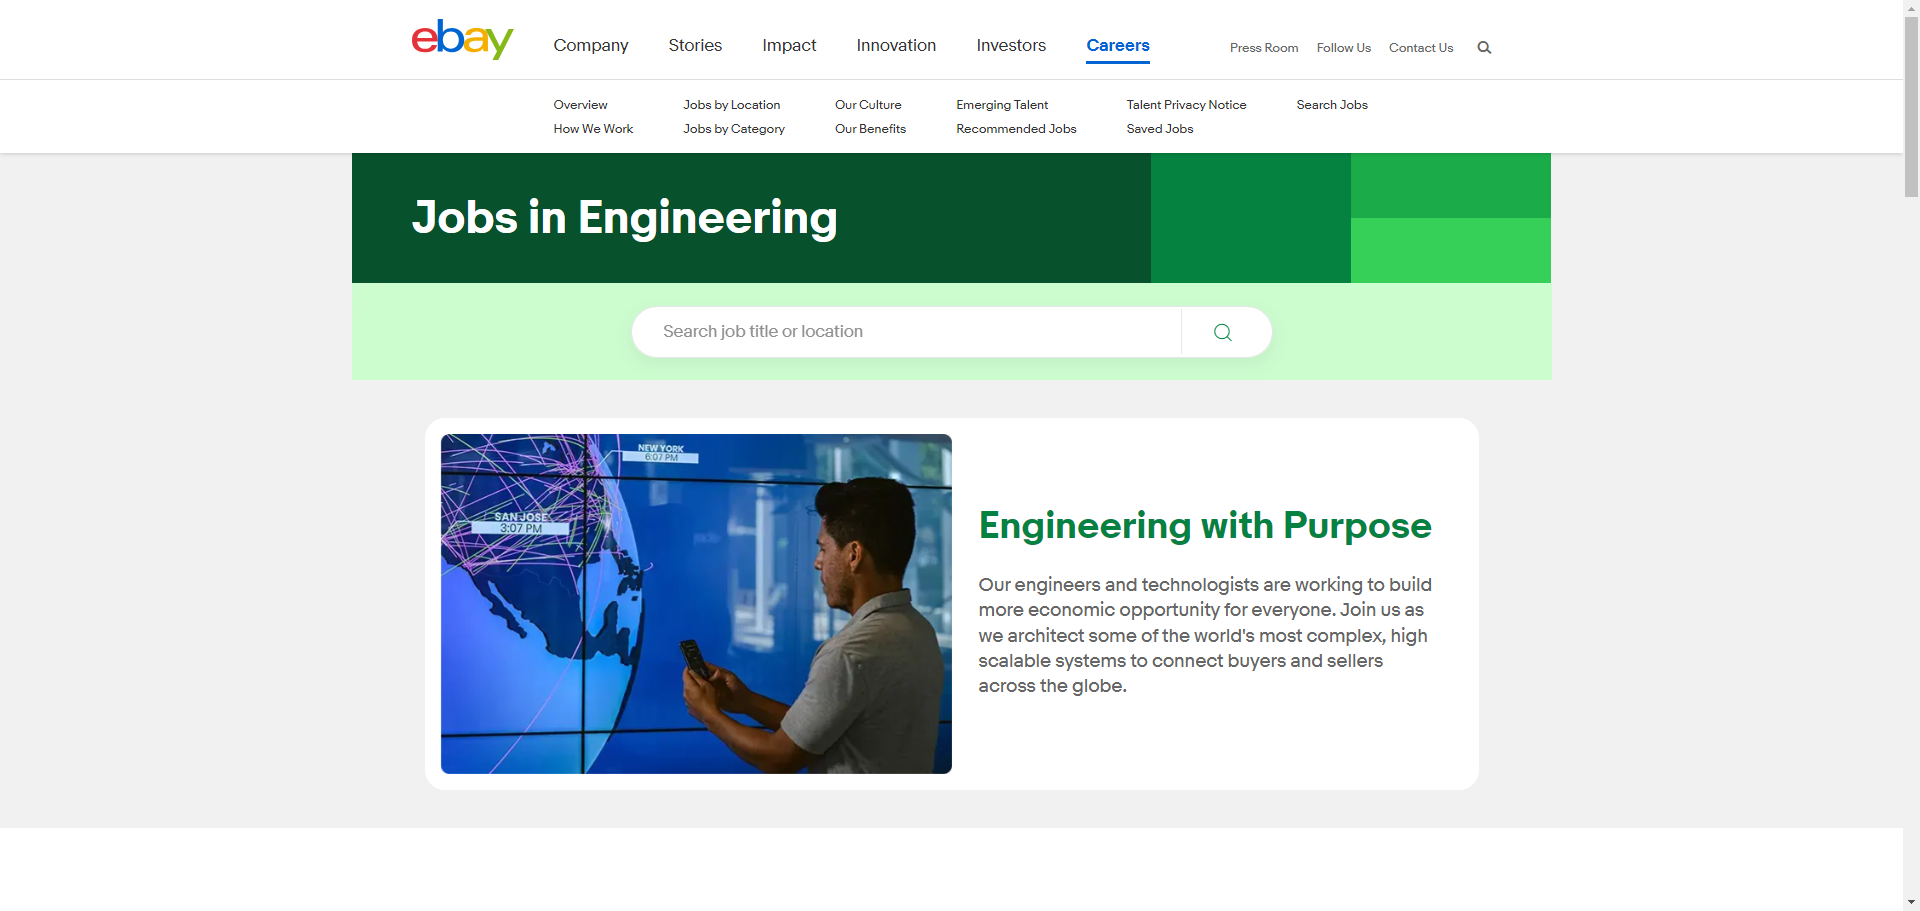 ebay
Company Stories Impact Innovation Investors Careers Press Room Follow Us Contact Us
Overview Jobs by Location Our Culture Emerging Talent Talent Privacy Notice Search Jobs
How We Work Jobs by Category Our Benefits Recommended Jobs Saved Jobs
Jobs in Engineering
Search job title or location
NEW YORK
6:07 PM
SAN JOSE
3:07 PM
Engineering with Purpose
Our engineers and technologists are working to build
more economic opportunity for everyone. Join us as
we architect some of the world's most complex, high
scalable systems to connect buyers and sellers
across the globe.